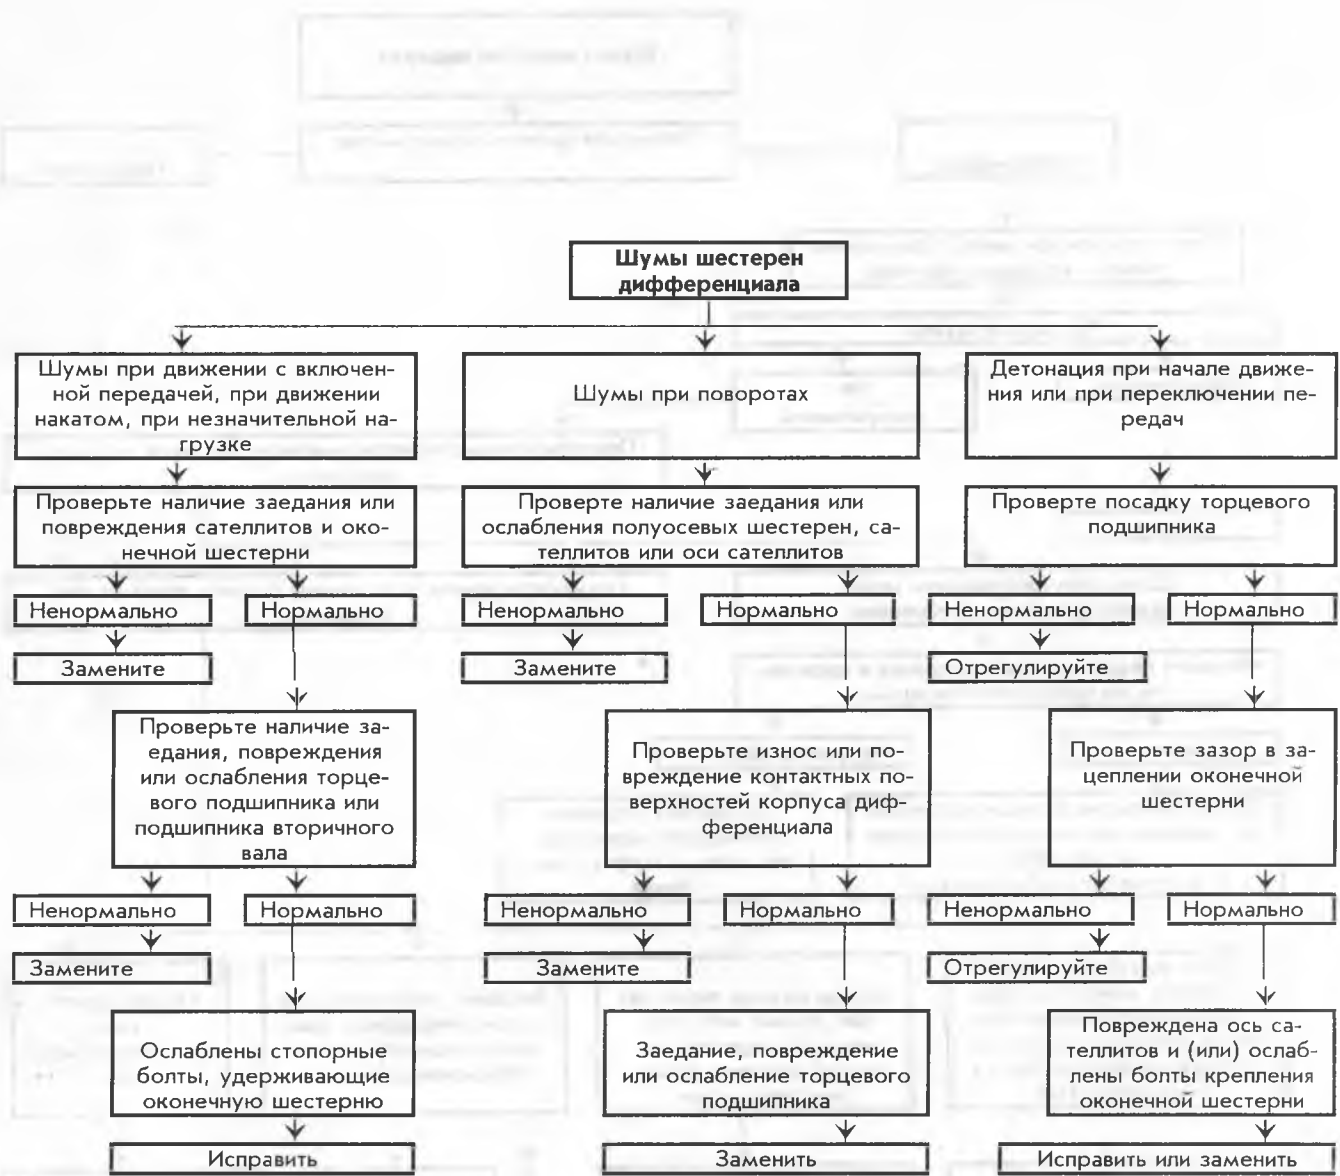 Шумы шестерен
дифференциала
Шумы при движении с включен-
ной передачей, при движении
накатом, при незначительной на-
грузке
Шумы при поворотах
Детонация при начале движе-
ния или при переключении пе-
редач
Проверьте наличие заедания или
повреждения сателлитов и око-
нечной шестерни
Проверте наличие заедания или
ослабления полуосевых шестерен, са-
теллитов или оси сателлитов
Проверте посадку торцевого
подшипника
Ненормально
Нормально
Ненормально
Нормально
Ненормально
Нормально
Замените
Замените
Отрегулируйте
Проверьте наличие за-
едания, повреждения
или ослабления торце-
вого подшипника или
подшипника вторичного
вала
Проверьте износ или по-
вреждение контактных по-
верхностей корпуса диф-
ференциала
Проверьте зазор в за-
цеплении оконечной
шестерни
Ненормально
Нормально
Ненормально
Нормально
Ненормально
Нормально
Замените
Замените
Отрегулируйте
Ослаблены стопорные
болты, удерживающие
оконечную шестерню
Заедание, повреждение
или ослабление торцевого
подшипника
Повреждена ось са-
теллитов и (или) ослаб-
лены болты крепления
оконечной шестерни
Исправить
Заменить
Исправить или заменить